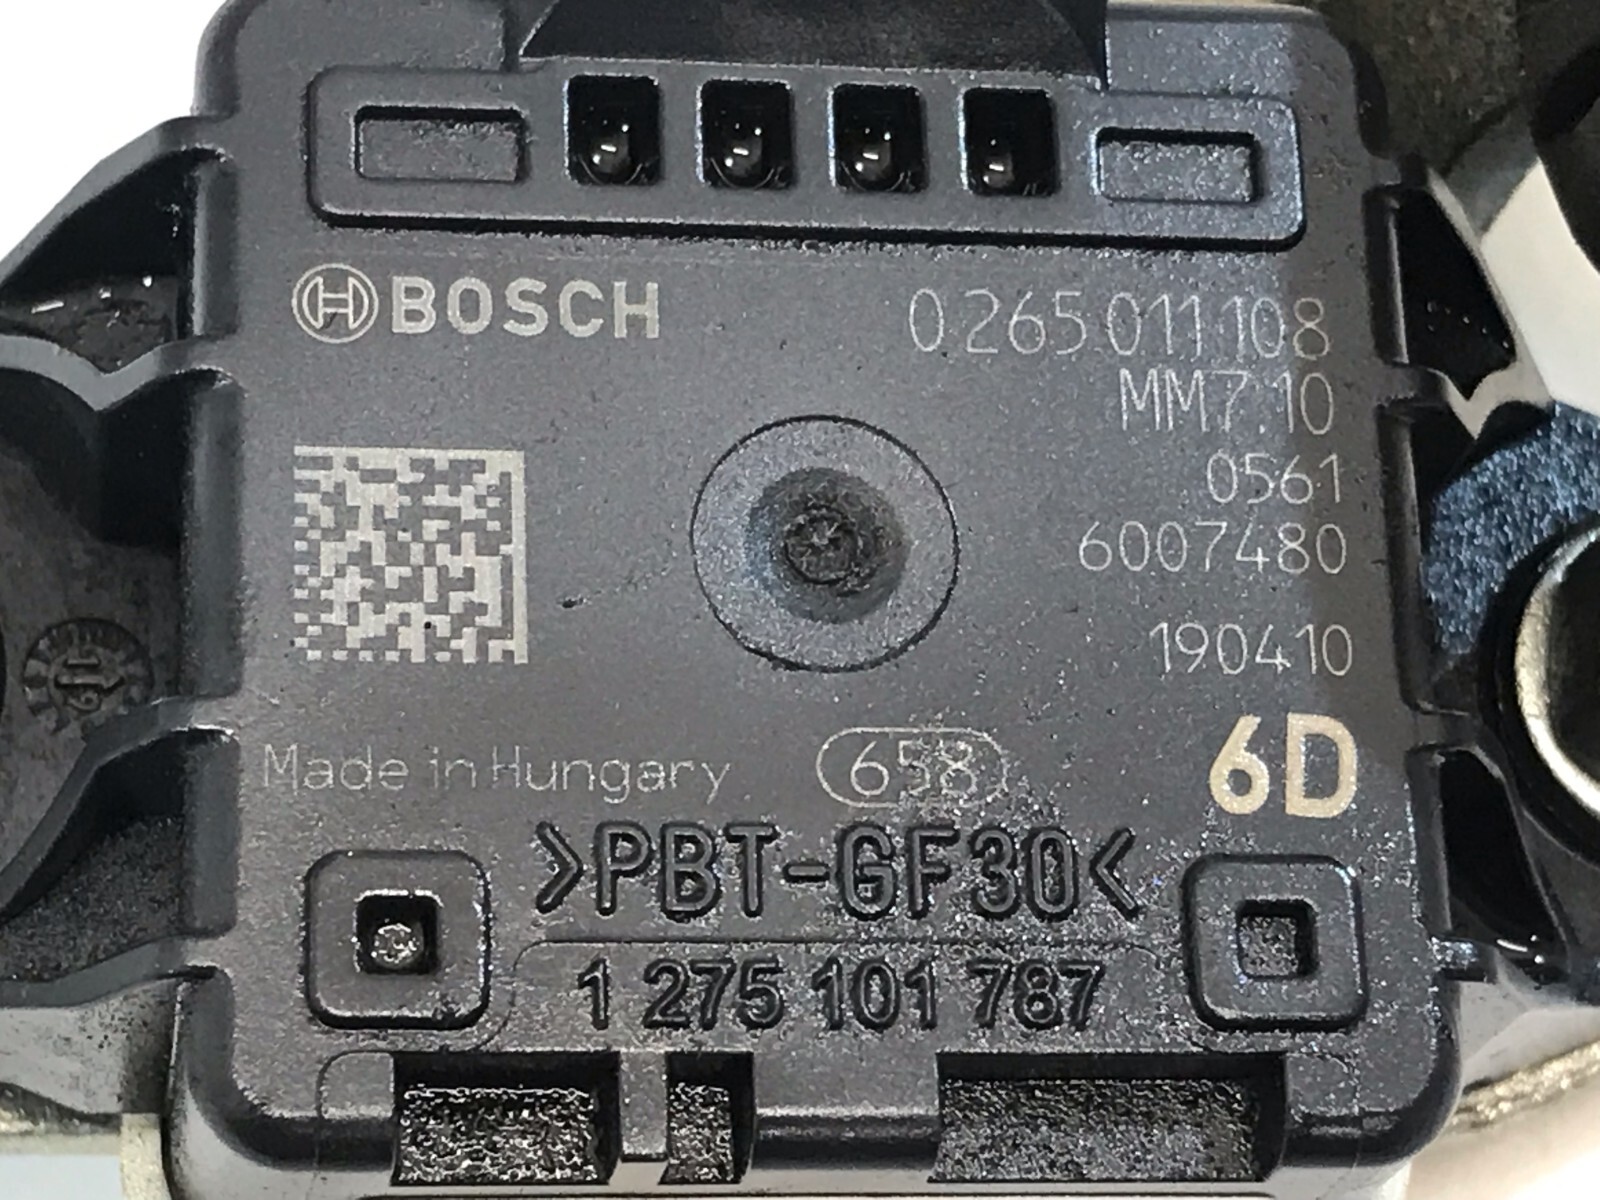 BOSCH
0 265 011 108
MM7.10
0561
6007480
190410
Made in Hungary
658
6D
>PBT-GF30<
1 275 101 787